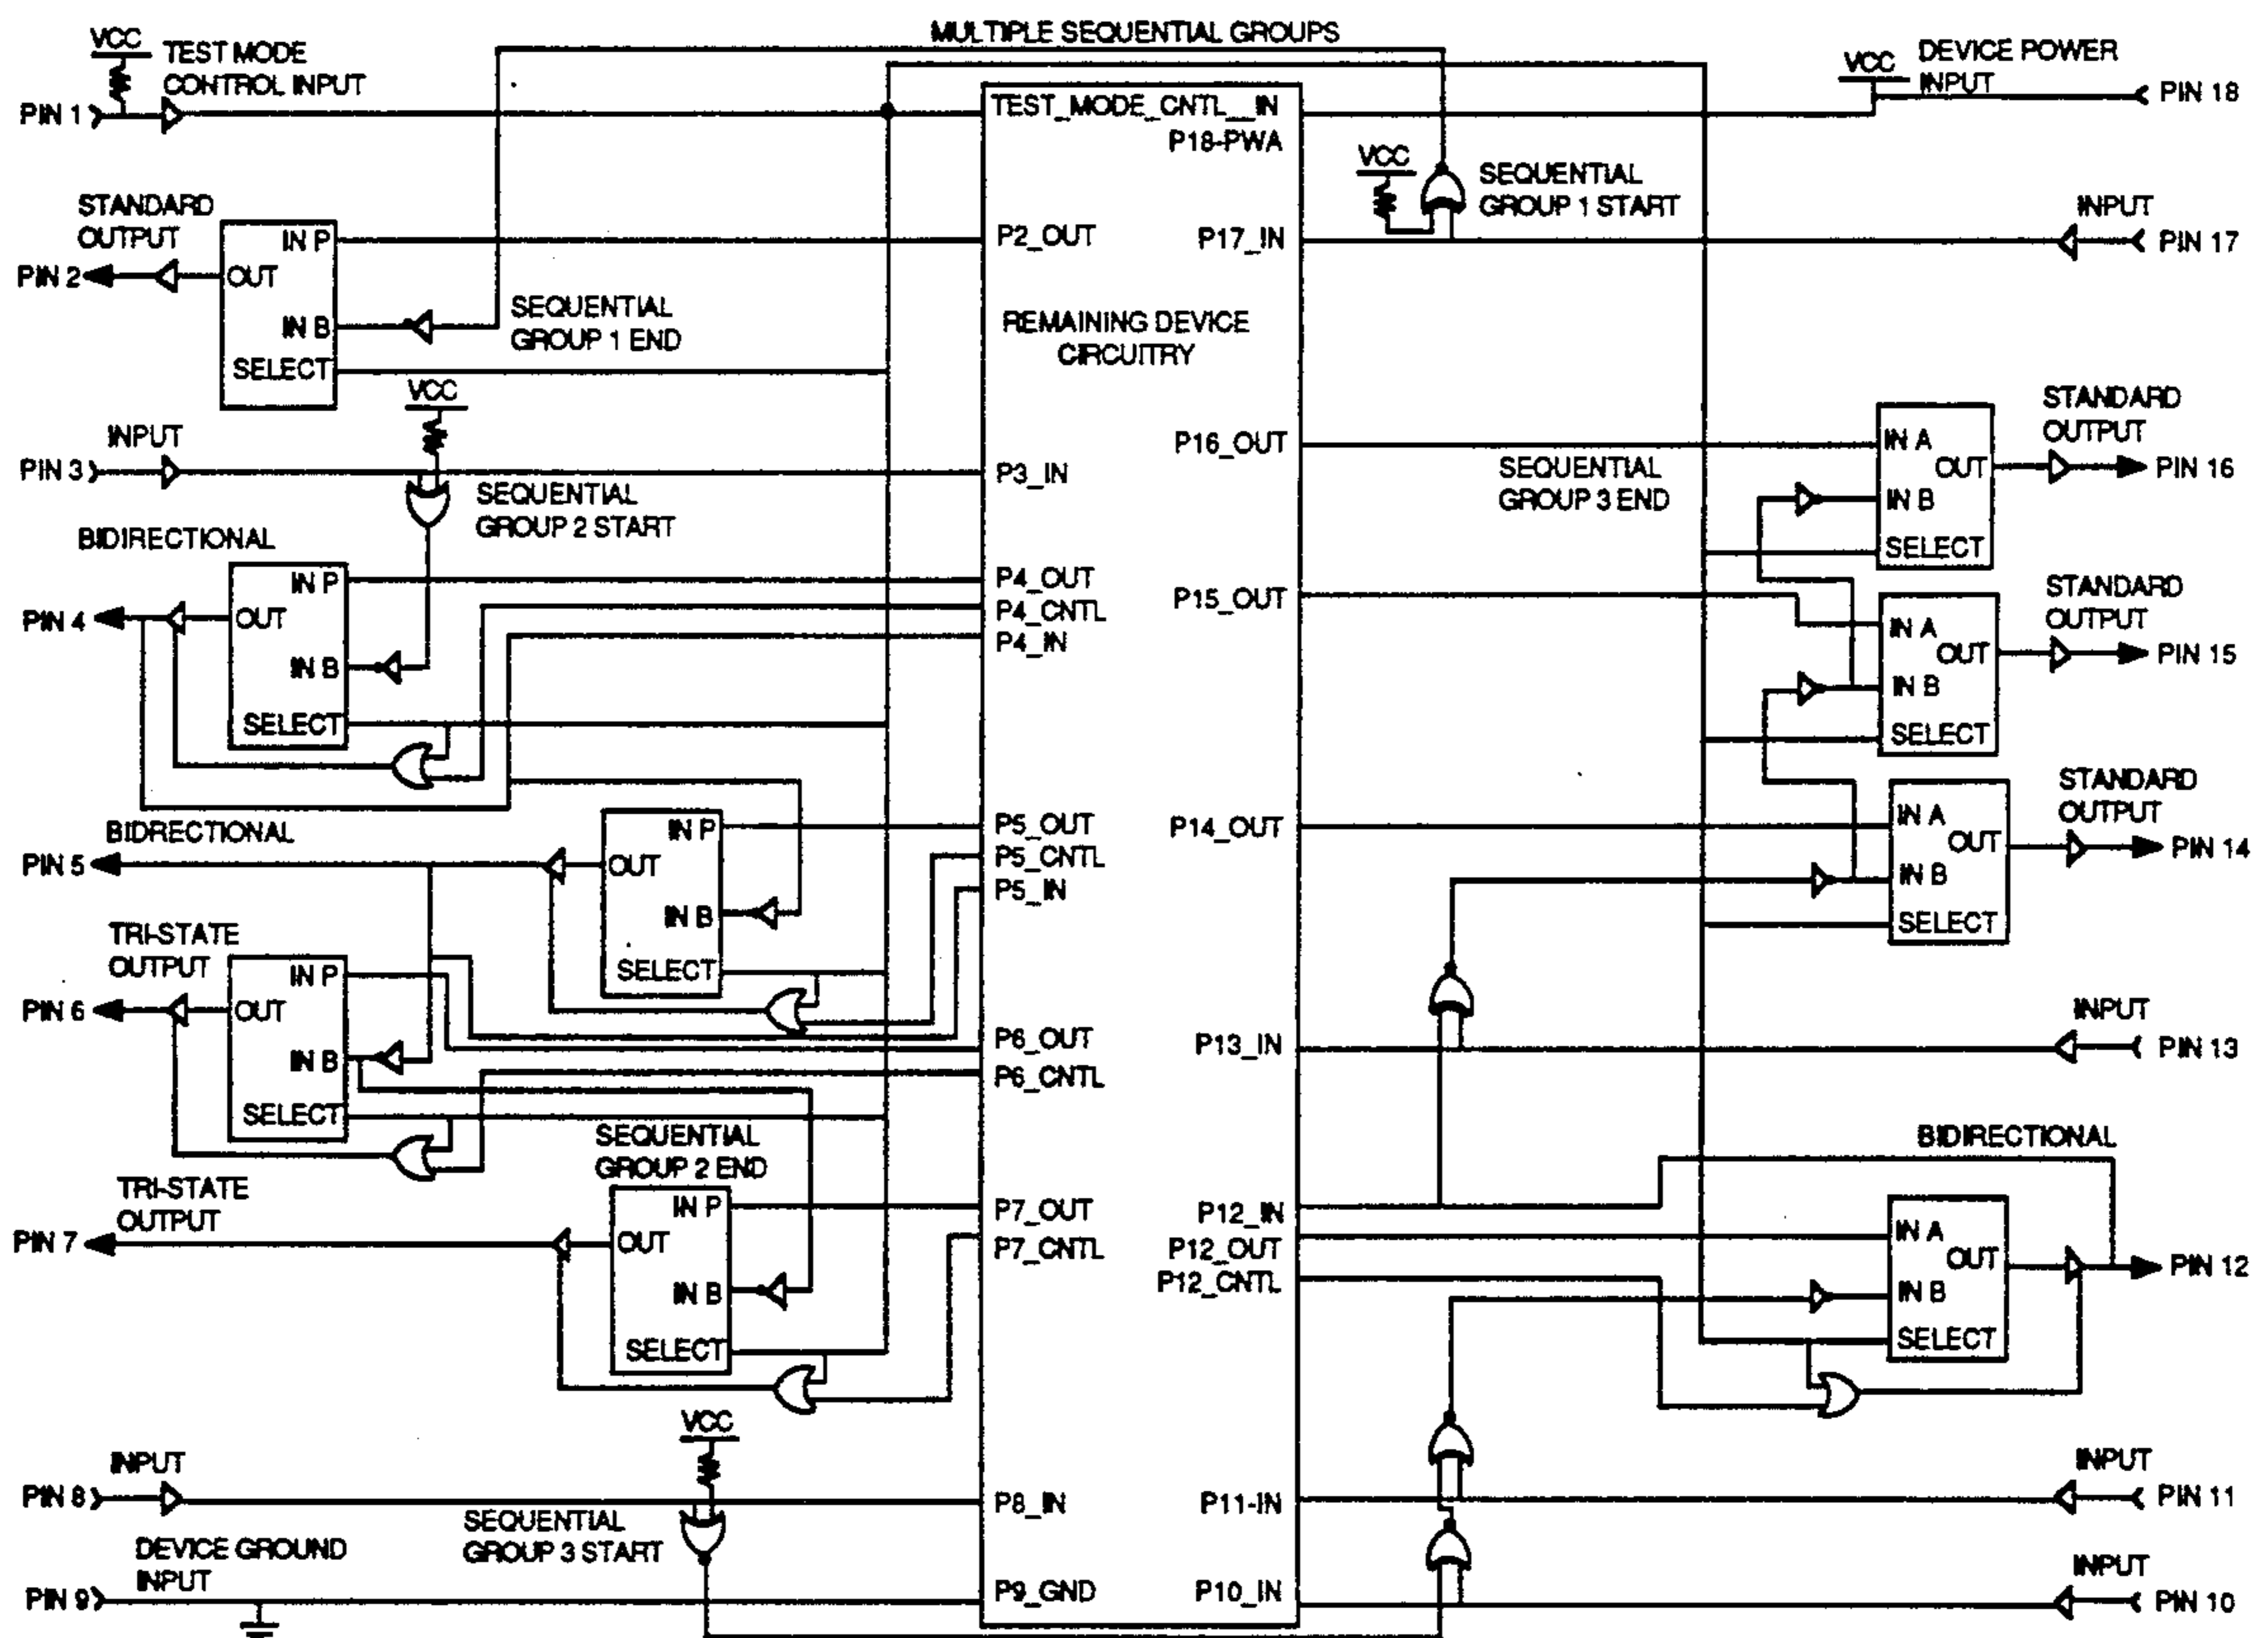 MULTIPLE SEQUENTIAL GROUPS
VCC
TEST MODE
CONTROL INPUT
PIN 1
STANDARD
OUTPUT
PIN 2
IN P
OUT
IN B
SELECT
SEQUENTIAL
GROUP 1 END
VCC
INPUT
PIN 3
SEQUENTIAL
GROUP 2 START
BIDIRECTIONAL
PIN 4
IN P
OUT
IN B
SELECT
BIDRECTIONAL
PIN 5
IN P
OUT
IN B
SELECT
TRI-STATE
OUTPUT
PIN 6
IN P
OUT
IN B
SELECT
SEQUENTIAL
GROUP 2 END
TRI-STATE
OUTPUT
PIN 7
IN P
OUT
IN B
SELECT
VCC
INPUT
PIN 8
SEQUENTIAL
GROUP 3 START
DEVICE GROUND
INPUT
PIN 9
TEST_MODE_CNTL_IN
P18-PWA
P2_OUT
P17_IN
REMAINING DEVICE
CIRCUITRY
P16_OUT
P3_IN
P4_OUT
P4_CNTL
P4_IN
P15_OUT
P5_OUT
P5_CNTL
P5_IN
P14_OUT
P6_OUT
P6_CNTL
P13_IN
P7_OUT
P7_CNTL
P12_IN
P12_OUT
P12_CNTL
P8_IN
P11-IN
P9_GND
P10_IN
VCC
DEVICE POWER
INPUT
PIN 18
VCC
SEQUENTIAL
GROUP 1 START
INPUT
PIN 17
SEQUENTIAL
GROUP 3 END
IN A
OUT
IN B
SELECT
STANDARD
OUTPUT
PIN 16
IN A
OUT
IN B
SELECT
STANDARD
OUTPUT
PIN 15
IN A
OUT
IN B
SELECT
STANDARD
OUTPUT
PIN 14
INPUT
PIN 13
BIDIRECTIONAL
IN A
OUT
IN B
SELECT
PIN 12
INPUT
PIN 11
INPUT
PIN 10